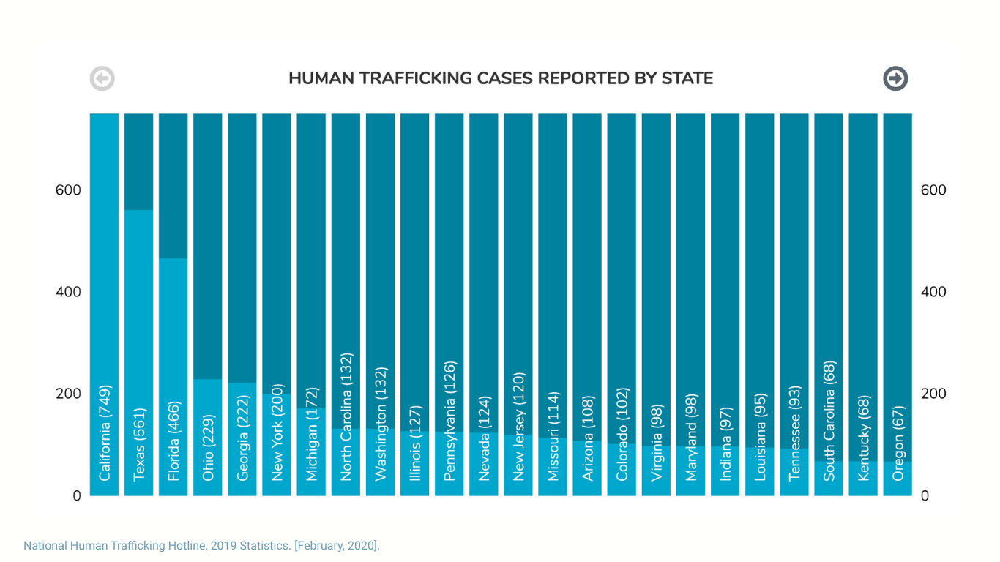 HUMAN TRAFFICKING CASES REPORTED BY STATE
600
400
200
0
California (749)
Texas (561)
Florida (466)
Ohio (229)
Georgia (222)
New York (200)
Michigan (172)
North Carolina (132)
Washington (132)
Illinois (127)
Pennsylvania (126)
Nevada (124)
New Jersey (120)
Missouri (114)
Arizona (108)
Colorado (102)
Virginia (98)
Maryland (98)
Indiana (97)
Louisiana (95)
Tennessee (93)
South Carolina (68)
Kentucky (68)
Oregon (67)
600
400
200
0
National Human Trafficking Hotline, 2019 Statistics. [February, 2020].